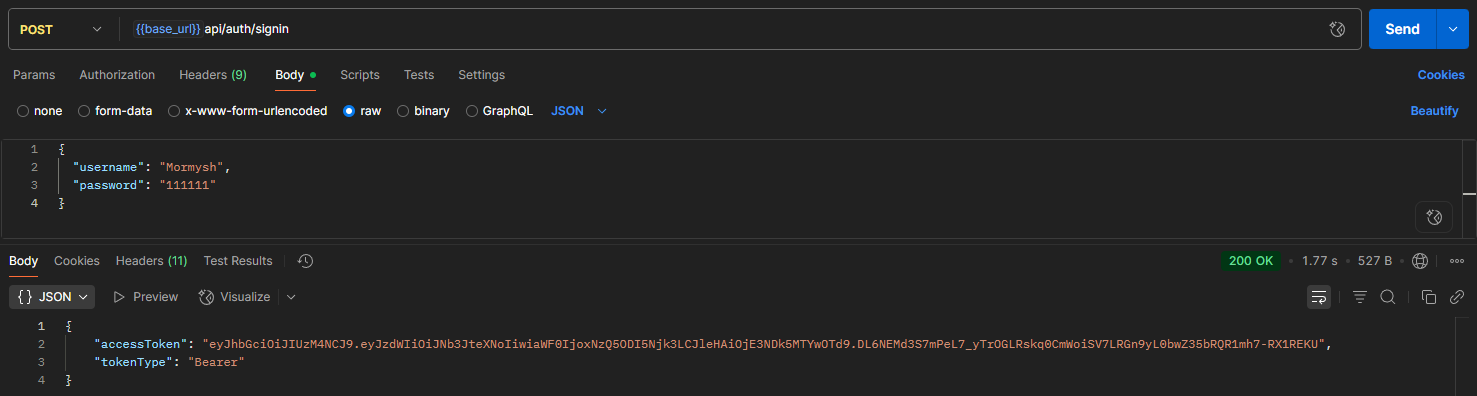 POST {{base_url}} api/auth/signin Send
Params Authorization Headers (9) Body Scripts Tests Settings Cookies
none form-data x-www-form-urlencoded raw binary GraphQL JSON Beautify
1 {
2 "username": "Mormysh",
3 "password": "111111"
4 }
Body Cookies Headers (11) Test Results 200 OK • 1.77 s • 527 B •
{} JSON Preview Visualize
1 {
2 "accessToken": "eyJhbGciOiJIUzM4NCJ9.eyJzdWIiOiJNb3JteXNoIiwiaWF0IjoxNzQ5ODI5Njk3LCJleHAiOjE3NDk5MTYwOTd9.DL6NEMd3S7mPeL7_yTrOGLRskq0CmWoiSV7LRGn9yL0bwZ35bRQR1mh7-RX1REKU",
3 "tokenType": "Bearer"
4 }